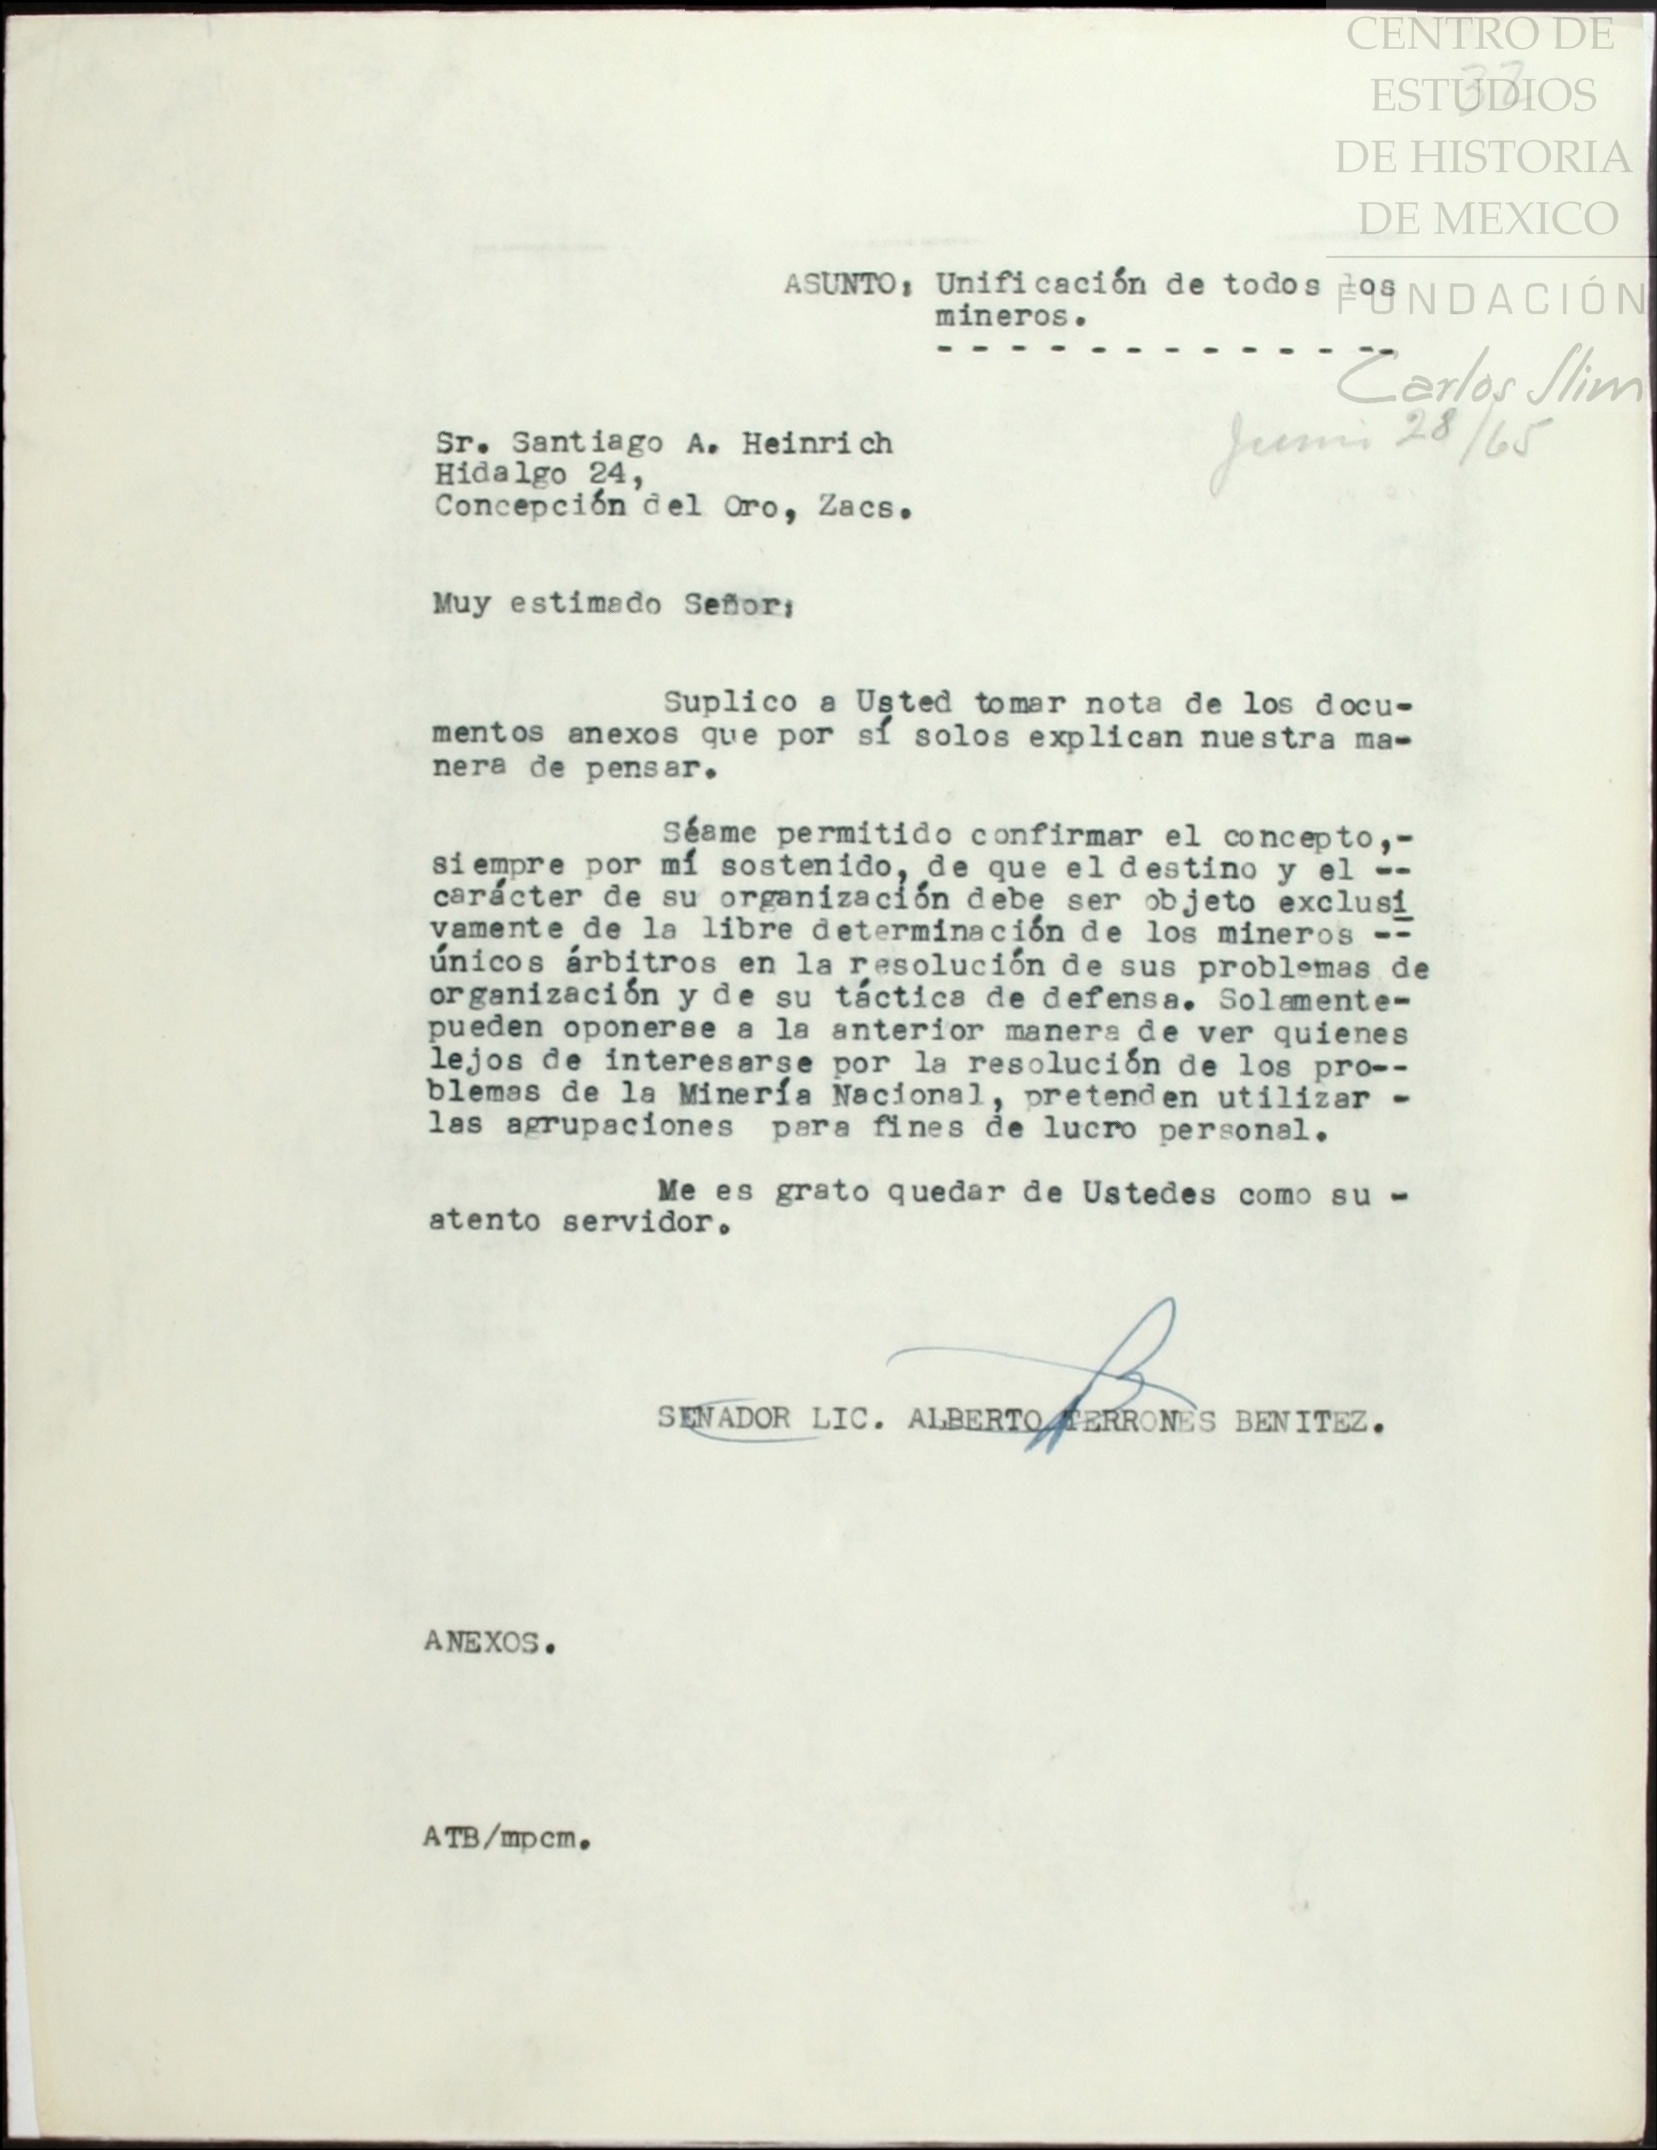 CENTRO DE
ESTUDIOS
DE HISTORIA
DE MEXICO
FUNDACIÓN
Carlos Slim
32
ASUNTO: Unificación de todos los
mineros.
- - - - - - - - - - - - --
28/65
Sr. Santiago A. Heinrich
Hidalgo 24,
Concepción del Oro, Zacs.
Muy estimado Señor:
Suplico a Usted tomar nota de los docu-
mentos anexos que por sí solos explican nuestra ma-
nera de pensar.
Séame permitido confirmar el concepto,-
siempre por mí sostenido, de que el destino y el --
carácter de su organización debe ser objeto exclusi
vamente de la libre determinación de los mineros --
únicos árbitros en la resolución de sus problemas de
organización y de su táctica de defensa. Solamente-
pueden oponerse a la anterior manera de ver quienes
lejos de interesarse por la resolución de los pro--
blemas de la Minería Nacional, pretenden utilizar -
las agrupaciones para fines de lucro personal.
Me es grato quedar de Ustedes como su -
atento servidor.
SENADOR LIC. ALBERTO TERRONES BENITEZ.
ANEXOS.
ATB/mpcm.